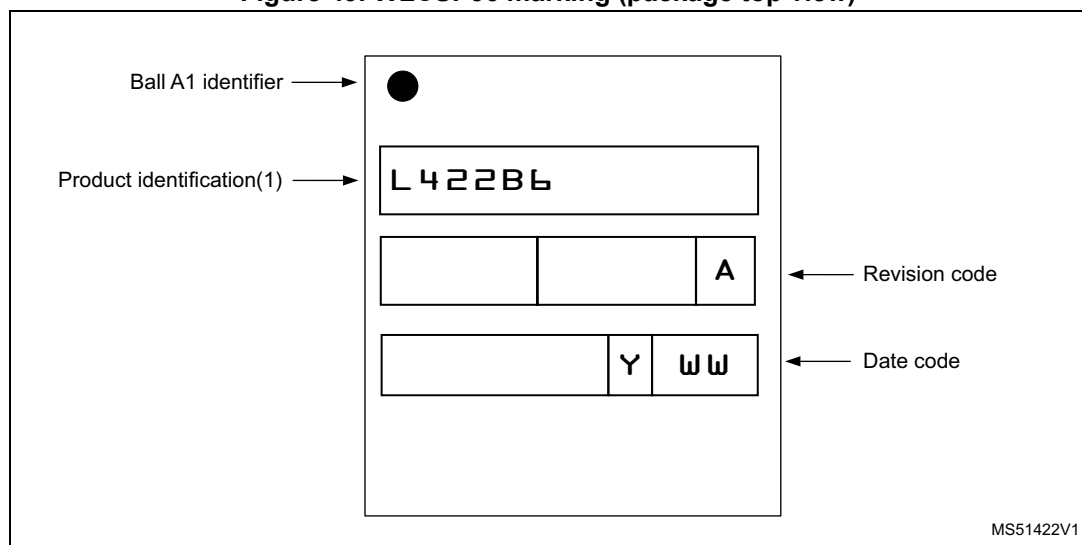 Ball A1 identifier
Product identification(1)
L422B6
A
Revision code
Y WW
Date code
MS51422V1